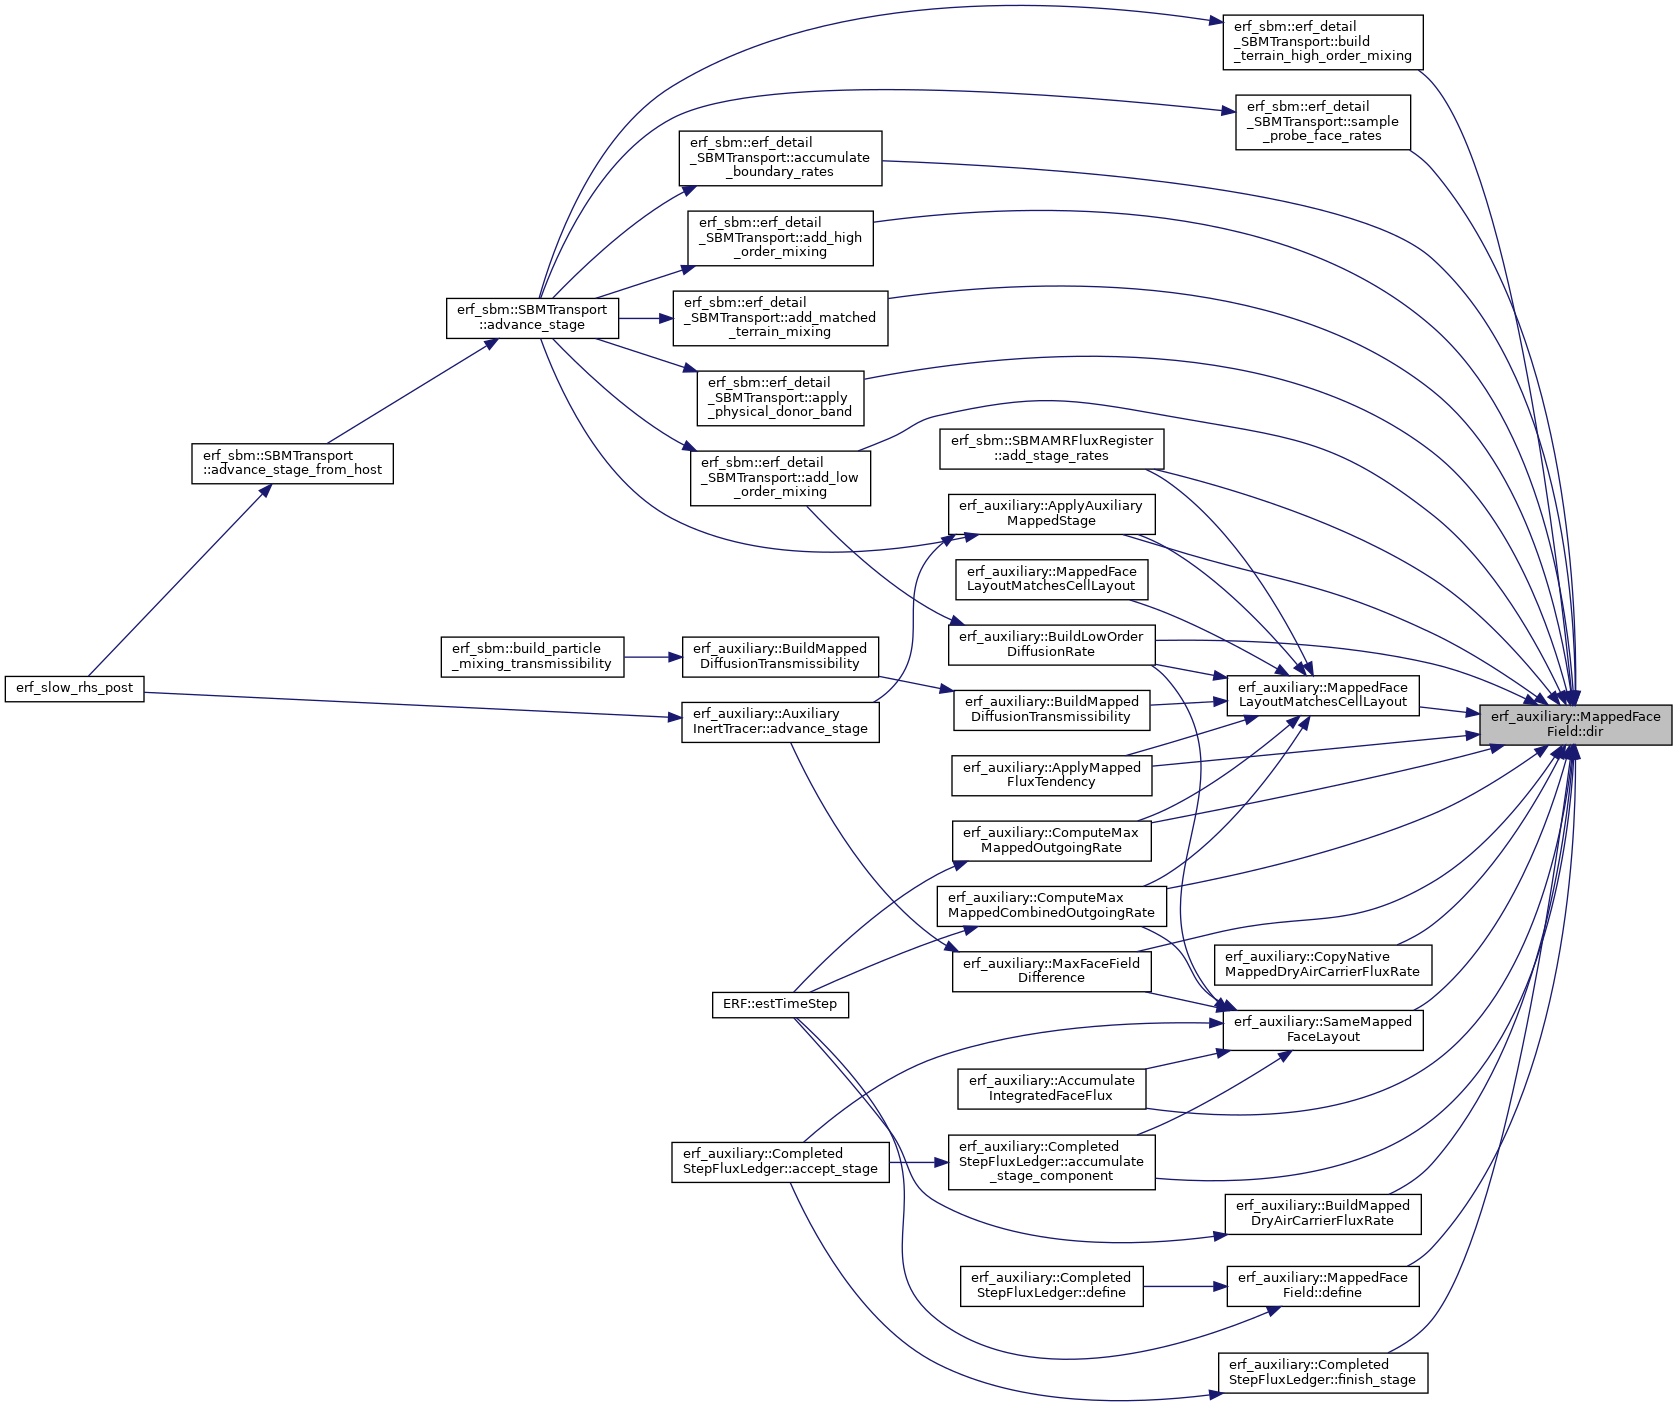 erf_sbm::erf_detail
_SBMTransport::build
_terrain_high_order_mixing
erf_sbm::erf_detail
_SBMTransport::sample
_probe_face_rates
erf_sbm::erf_detail
_SBMTransport::accumulate
_boundary_rates
erf_sbm::erf_detail
_SBMTransport::add_high
_order_mixing
erf_sbm::erf_detail
_SBMTransport::add_matched
_terrain_mixing
erf_sbm::SBMTransport
::advance_stage
erf_sbm::erf_detail
_SBMTransport::apply
_physical_donor_band
erf_sbm::SBMTransport
::advance_stage_from_host
erf_sbm::erf_detail
_SBMTransport::add_low
_order_mixing
erf_sbm::SBMAMRFluxRegister
::add_stage_rates
erf_auxiliary::ApplyAuxiliary
MappedStage
erf_auxiliary::MappedFace
LayoutMatchesCellLayout
erf_auxiliary::BuildLowOrder
DiffusionRate
erf_sbm::build_particle
_mixing_transmissibility
erf_auxiliary::BuildMapped
DiffusionTransmissibility
erf_slow_rhs_post
erf_auxiliary::Auxiliary
InertTracer::advance_stage
erf_auxiliary::BuildMapped
DiffusionTransmissibility
erf_auxiliary::MappedFace
LayoutMatchesCellLayout
erf_auxiliary::MappedFace
Field::dir
erf_auxiliary::ApplyMapped
FluxTendency
erf_auxiliary::ComputeMax
MappedOutgoingRate
erf_auxiliary::ComputeMax
MappedCombinedOutgoingRate
erf_auxiliary::MaxFaceField
Difference
erf_auxiliary::CopyNative
MappedDryAirCarrierFluxRate
ERF::estTimeStep
erf_auxiliary::SameMapped
FaceLayout
erf_auxiliary::Accumulate
IntegratedFaceFlux
erf_auxiliary::Completed
StepFluxLedger::accept_stage
erf_auxiliary::Completed
StepFluxLedger::accumulate
_stage_component
erf_auxiliary::BuildMapped
DryAirCarrierFluxRate
erf_auxiliary::Completed
StepFluxLedger::define
erf_auxiliary::MappedFace
Field::define
erf_auxiliary::Completed
StepFluxLedger::finish_stage